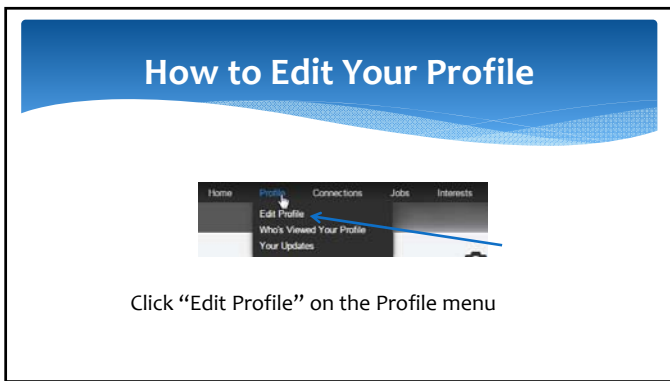 How to Edit Your Profile
Home Profile Connections Jobs Interests
Edit Profile
Who's Viewed Your Profile
Your Updates
Click “Edit Profile” on the Profile menu